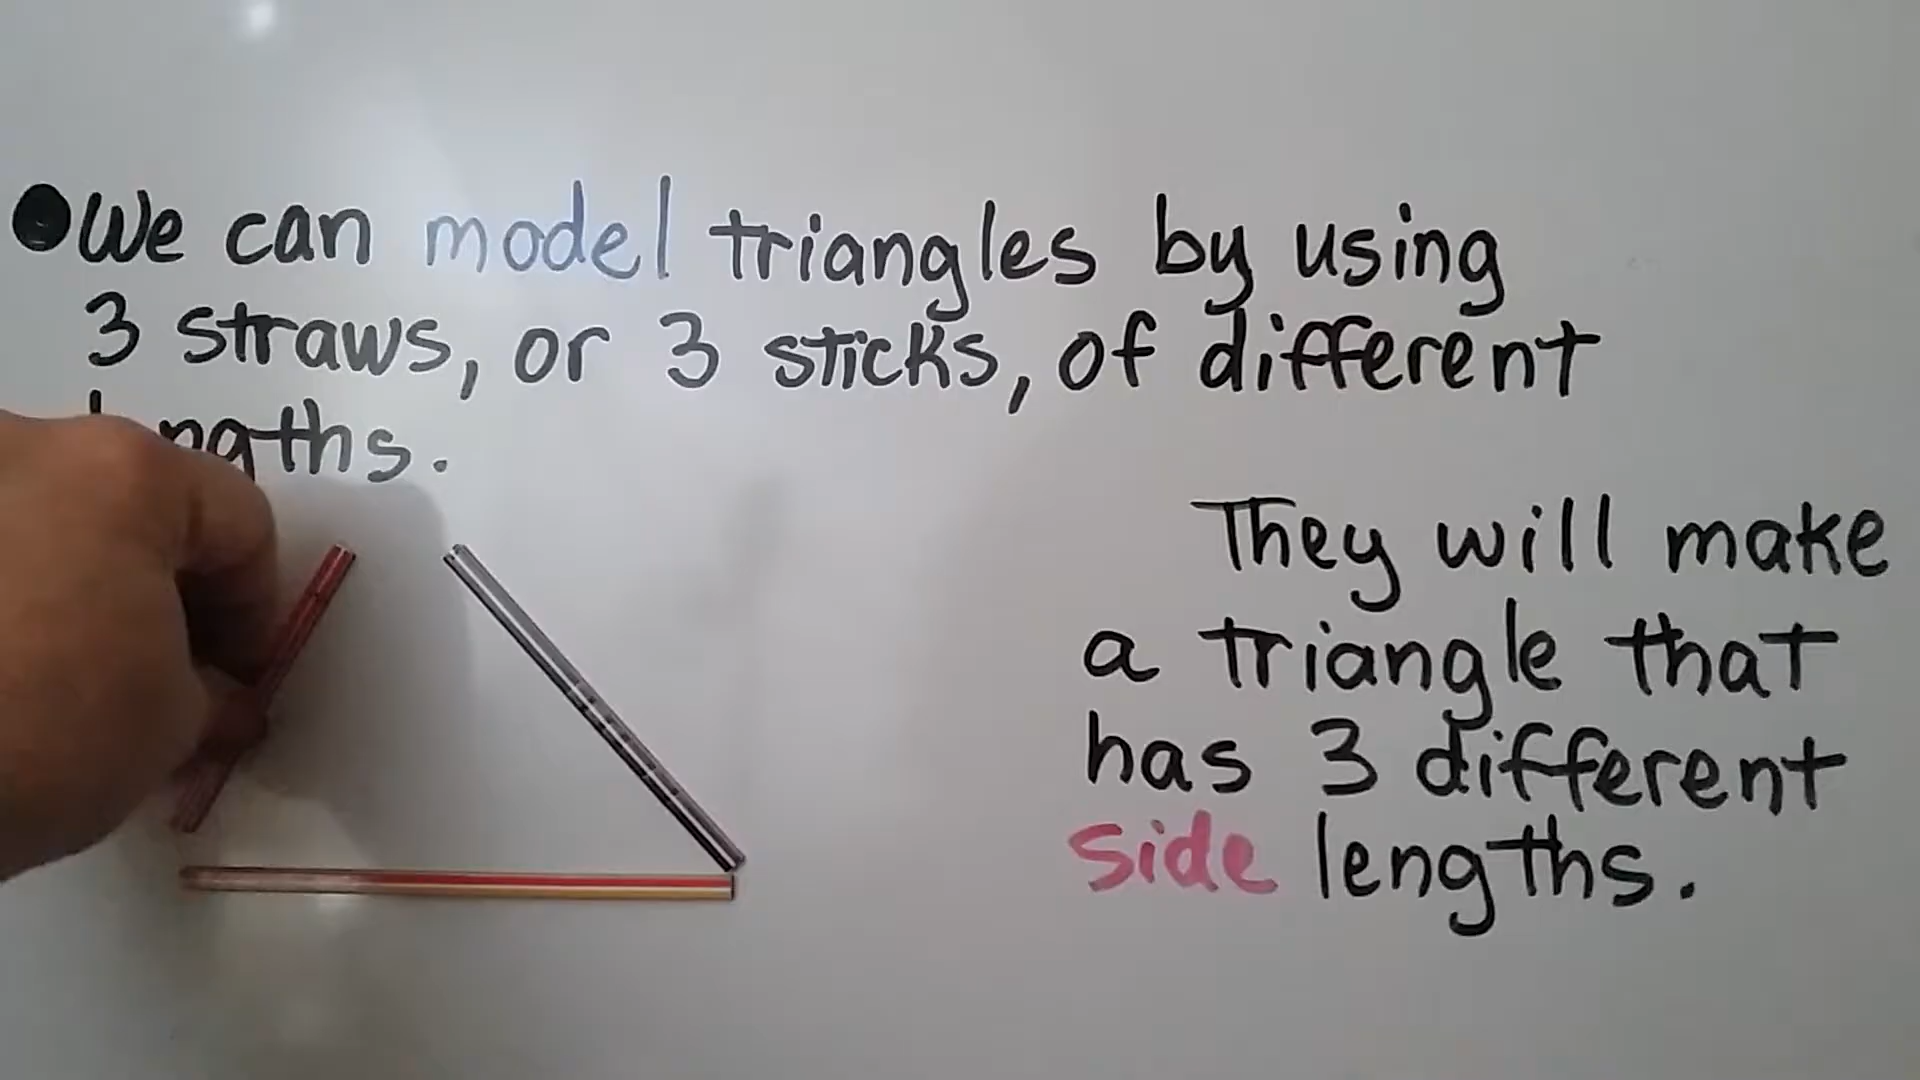 We can model triangles by using
3 straws, or 3 sticks, of different
ngths.
They will make
a triangle that
has 3 different
side lengths.